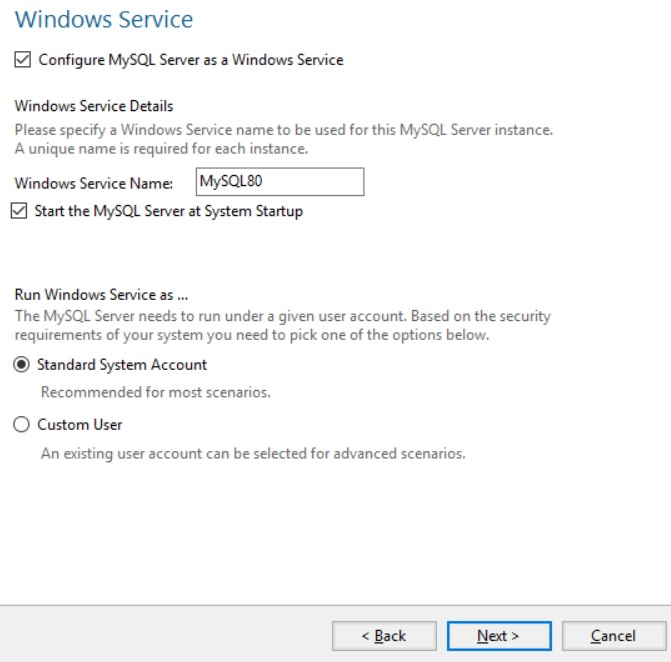 Windows Service
Configure MySQL Server as a Windows Service
Windows Service Details
Please specify a Windows Service name to be used for this MySQL Server instance.
A unique name is required for each instance.
Windows Service Name: MySQL80
Start the MySQL Server at System Startup
Run Windows Service as ...
The MySQL Server needs to run under a given user account. Based on the security
requirements of your system you need to pick one of the options below.
Standard System Account
Recommended for most scenarios.
Custom User
An existing user account can be selected for advanced scenarios.
< Back Next > Cancel